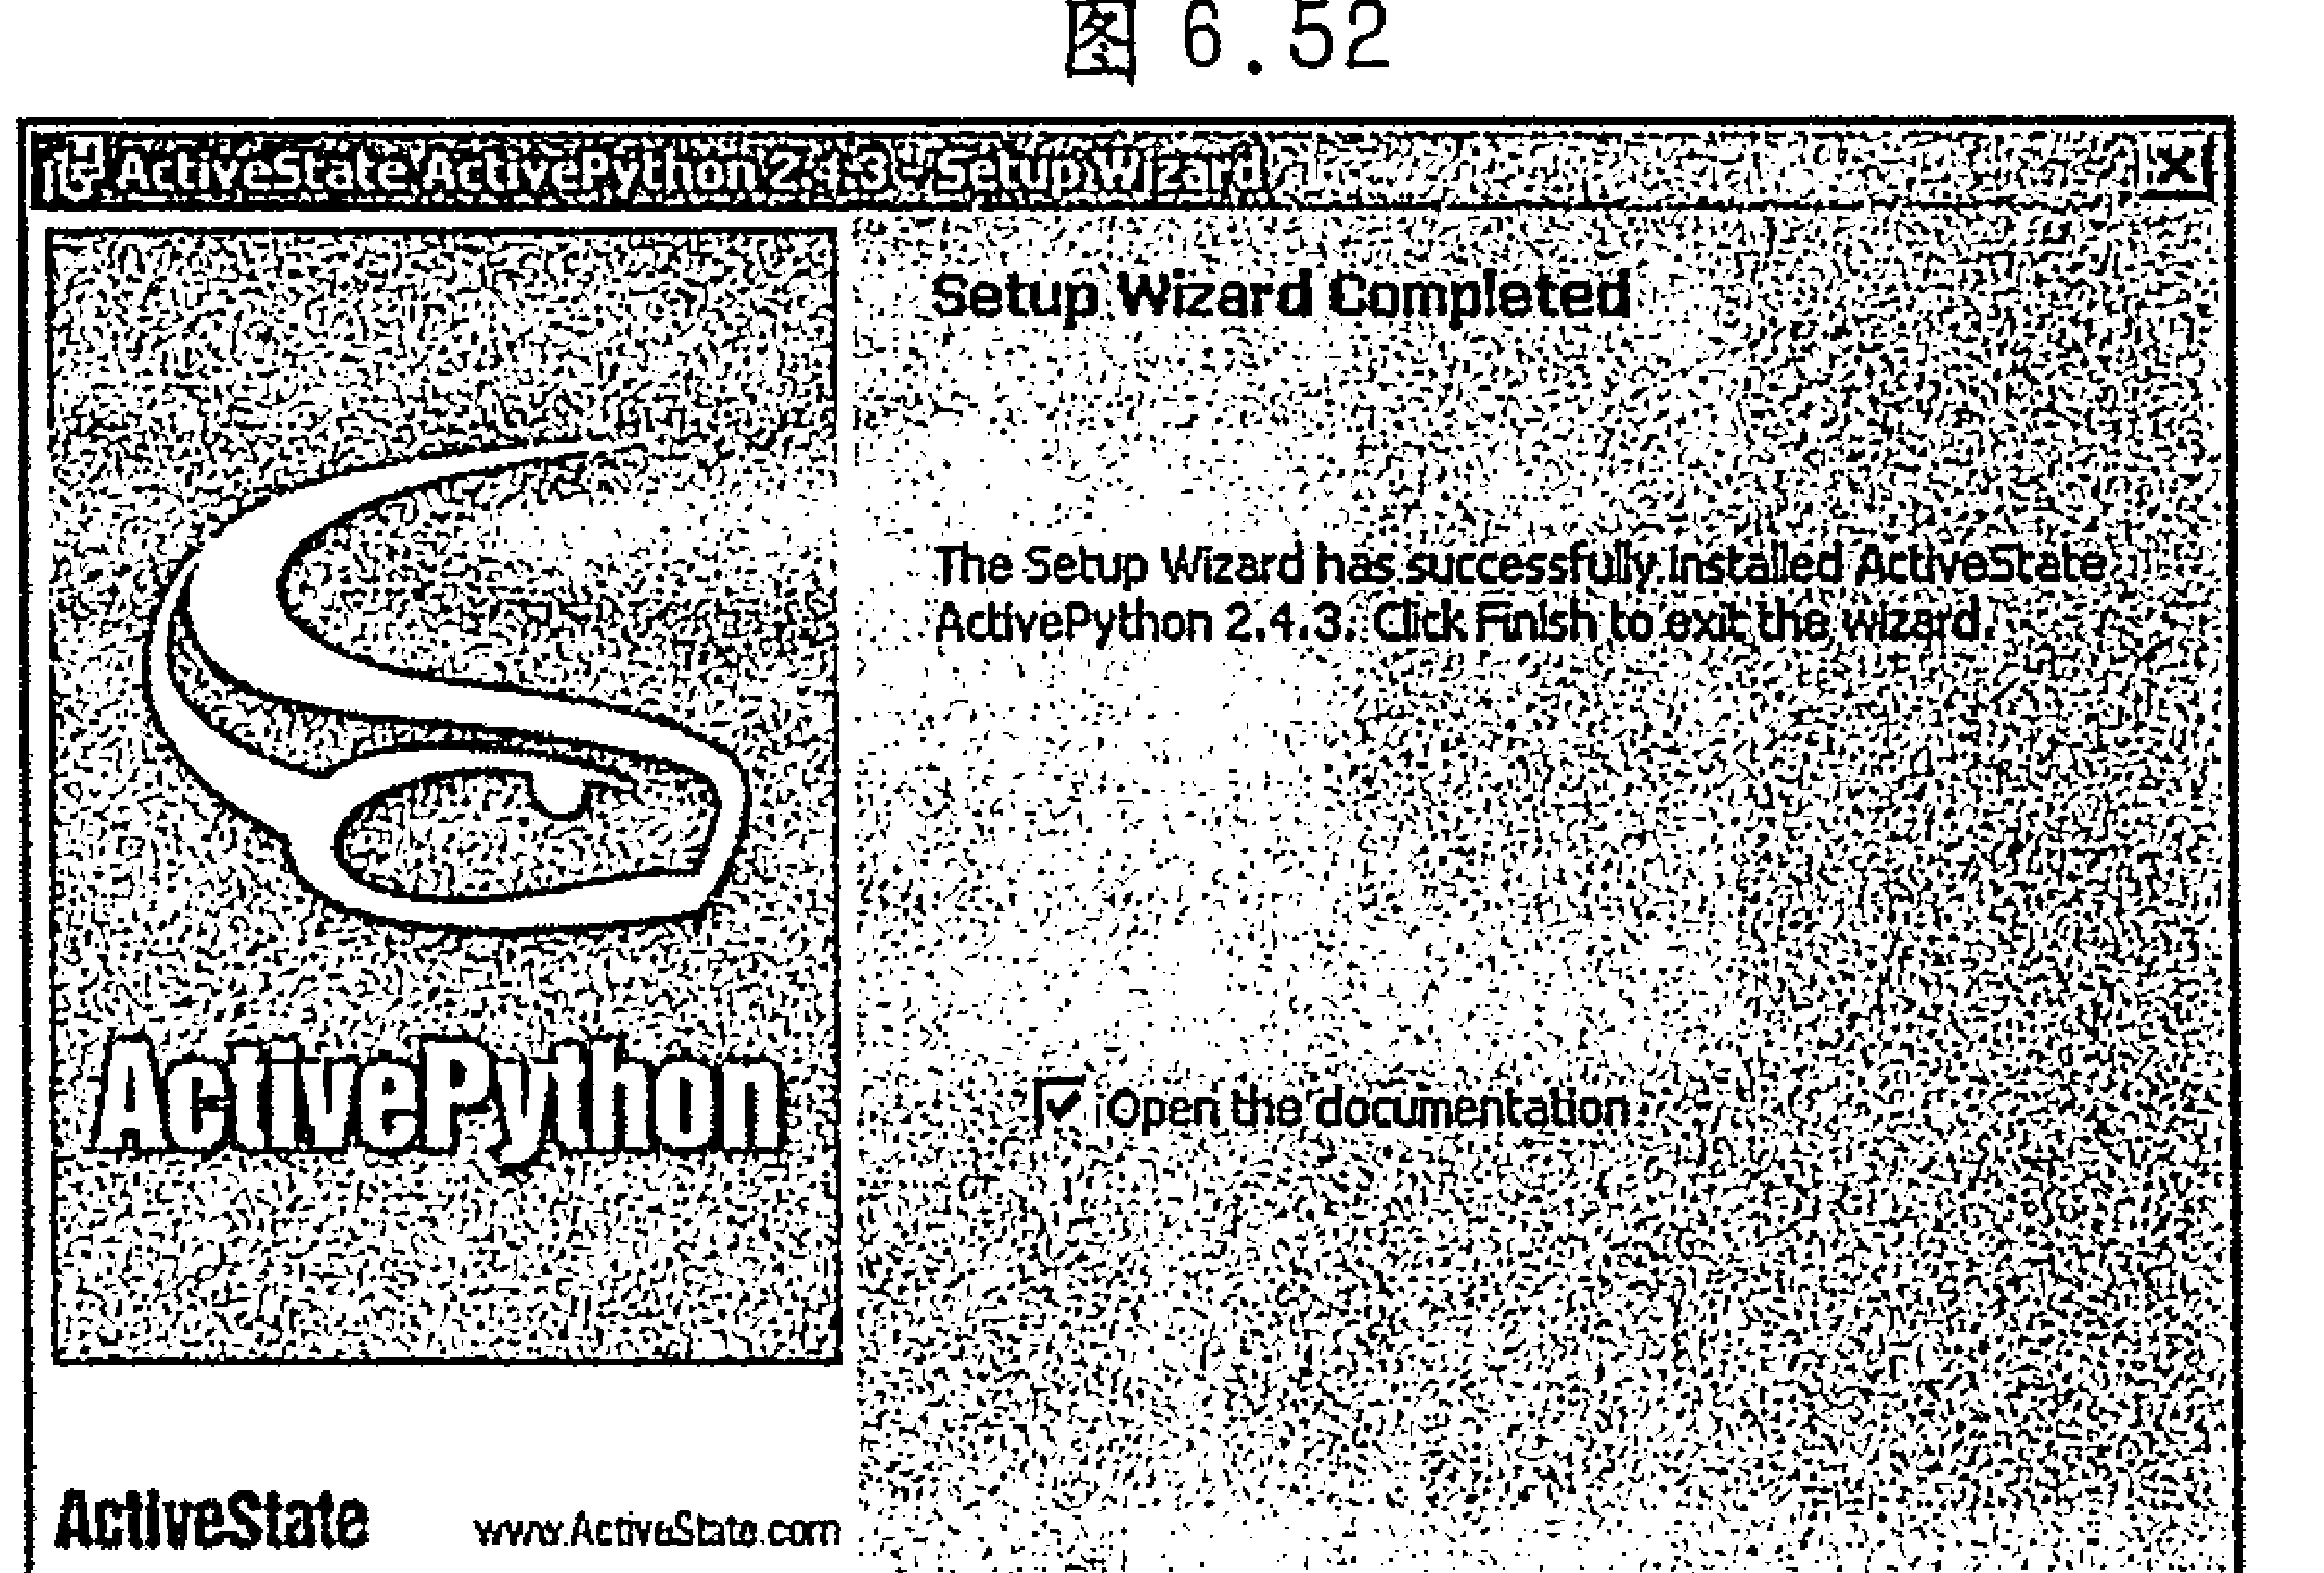 图 6.52
ActiveState ActivePython 2.4.3 - Setup Wizard
Setup Wizard Completed
The Setup Wizard has successfully installed ActiveState
ActivePython 2.4.3. Click Finish to exit the wizard.
ActivePython
Open the documentation
ActiveState www.ActiveState.com